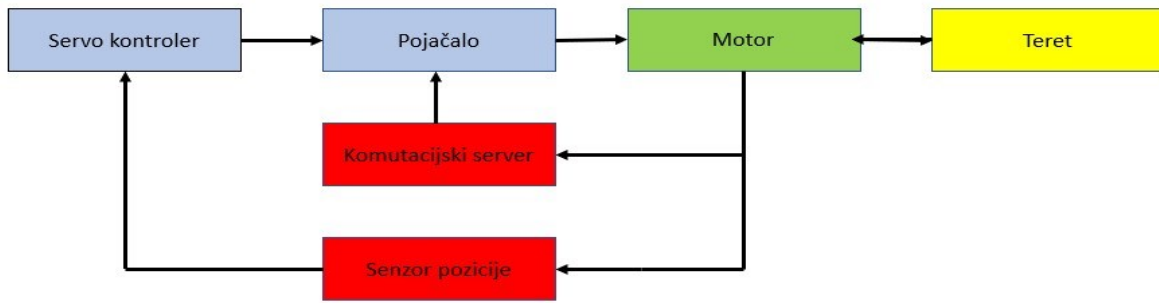 Servo kontroler
Pojačalo
Motor
Teret
Komutacijski server
Senzor pozicije